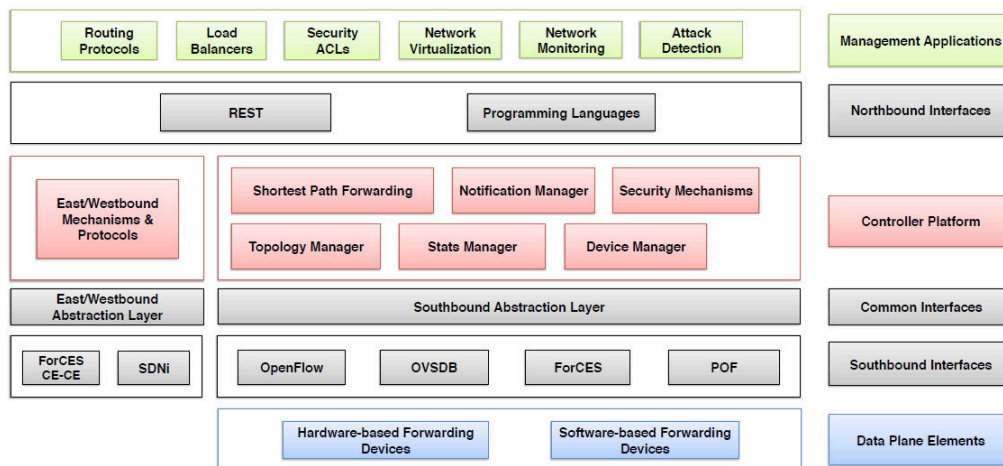 Routing
Protocols
Load
Balancers
Security
ACLs
Network
Virtualization
Network
Monitoring
Attack
Detection
Management Applications
REST
Programming Languages
Northbound Interfaces
East/Westbound
Mechanisms &
Protocols
Shortest Path Forwarding
Notification Manager
Security Mechanisms
Topology Manager
Stats Manager
Device Manager
Controller Platform
East/Westbound
Abstraction Layer
Southbound Abstraction Layer
Common Interfaces
ForCES
CE-CE
SDNi
OpenFlow
OVSDB
ForCES
POF
Southbound Interfaces
Hardware-based Forwarding
Devices
Software-based Forwarding
Devices
Data Plane Elements